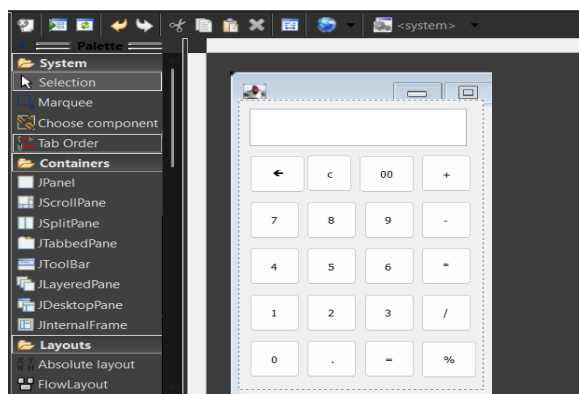 <system>
Palette
System
Selection
Marquee
Choose component
Tab Order
Containers
JPanel
JScrollPane
JSplitPane
JTabbedPane
JToolBar
JLayeredPane
JDesktopPane
JInternalFrame
Layouts
Absolute layout
FlowLayout
← c 00 +
7 8 9 -
4 5 6 *
1 2 3 /
0 . = %